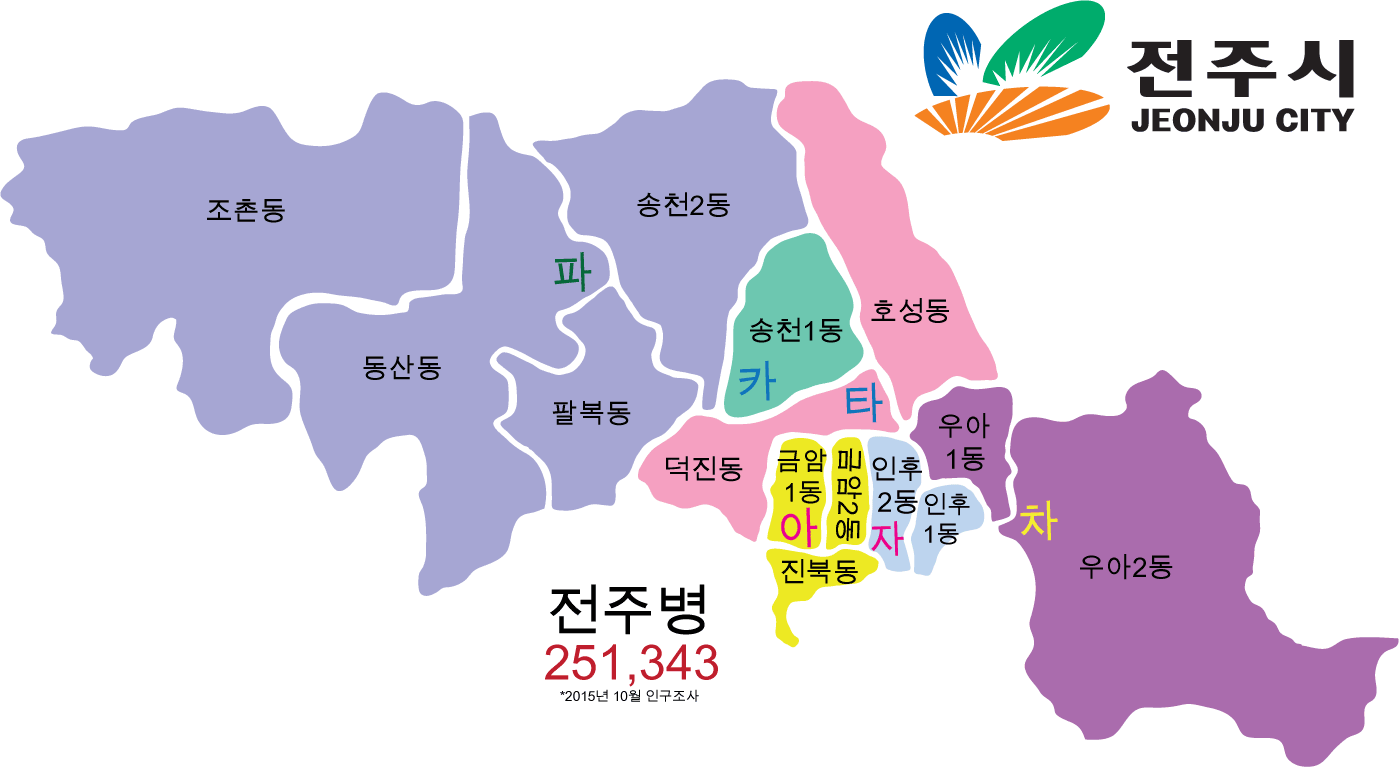 전주시
JEONJU CITY
조촌동
송천2동
파
호성동
송천1동
동산동
카
타
팔복동
우아
1동
덕진동
금암
1동
금암2동
인후
2동
인후
1동
아
자
차
진북동
우아2동
전주병
251,343
*2015년 10월 인구조사